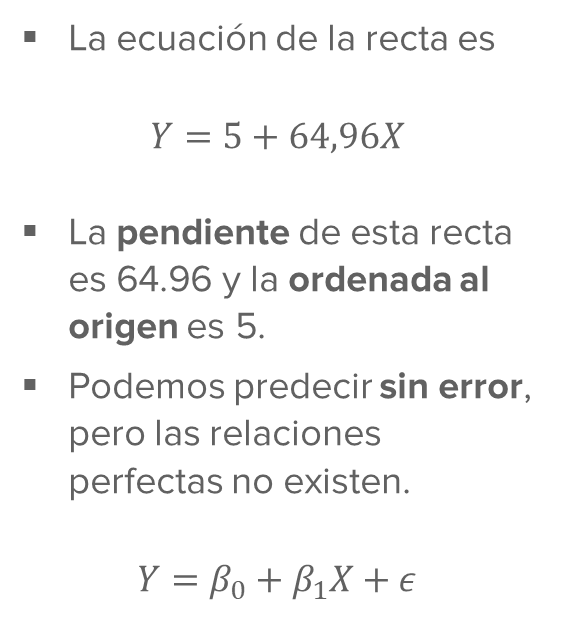 ▪ La ecuación de la recta es
Y = 5 + 64,96X
▪ La pendiente de esta recta
es 64.96 y la ordenada al
origen es 5.
▪ Podemos predecir sin error,
pero las relaciones
perfectas no existen.
Y = β₀ + β₁X + ϵ